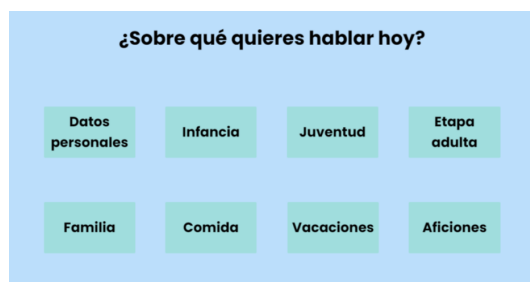 ¿Sobre qué quieres hablar hoy?
Datos
personales
Infancia
Juventud
Etapa
adulta
Familia
Comida
Vacaciones
Aficiones